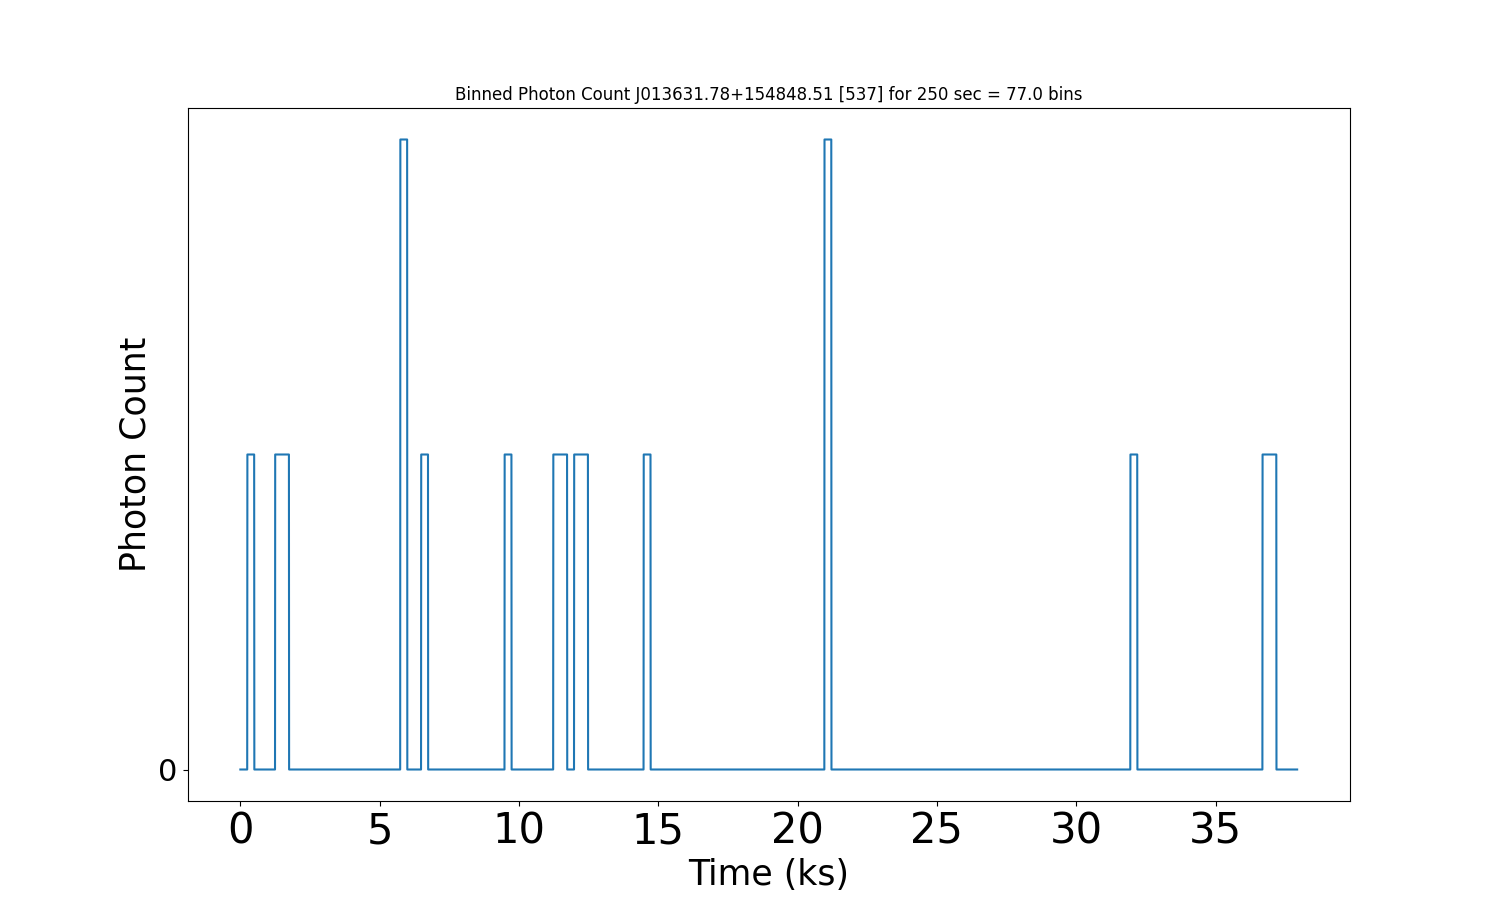 Binned Photon Count J013631.78+154848.51 [537] for 250 sec = 77.0 bins
Photon Count
0
0 5 10 15 20 25 30 35
Time (ks)